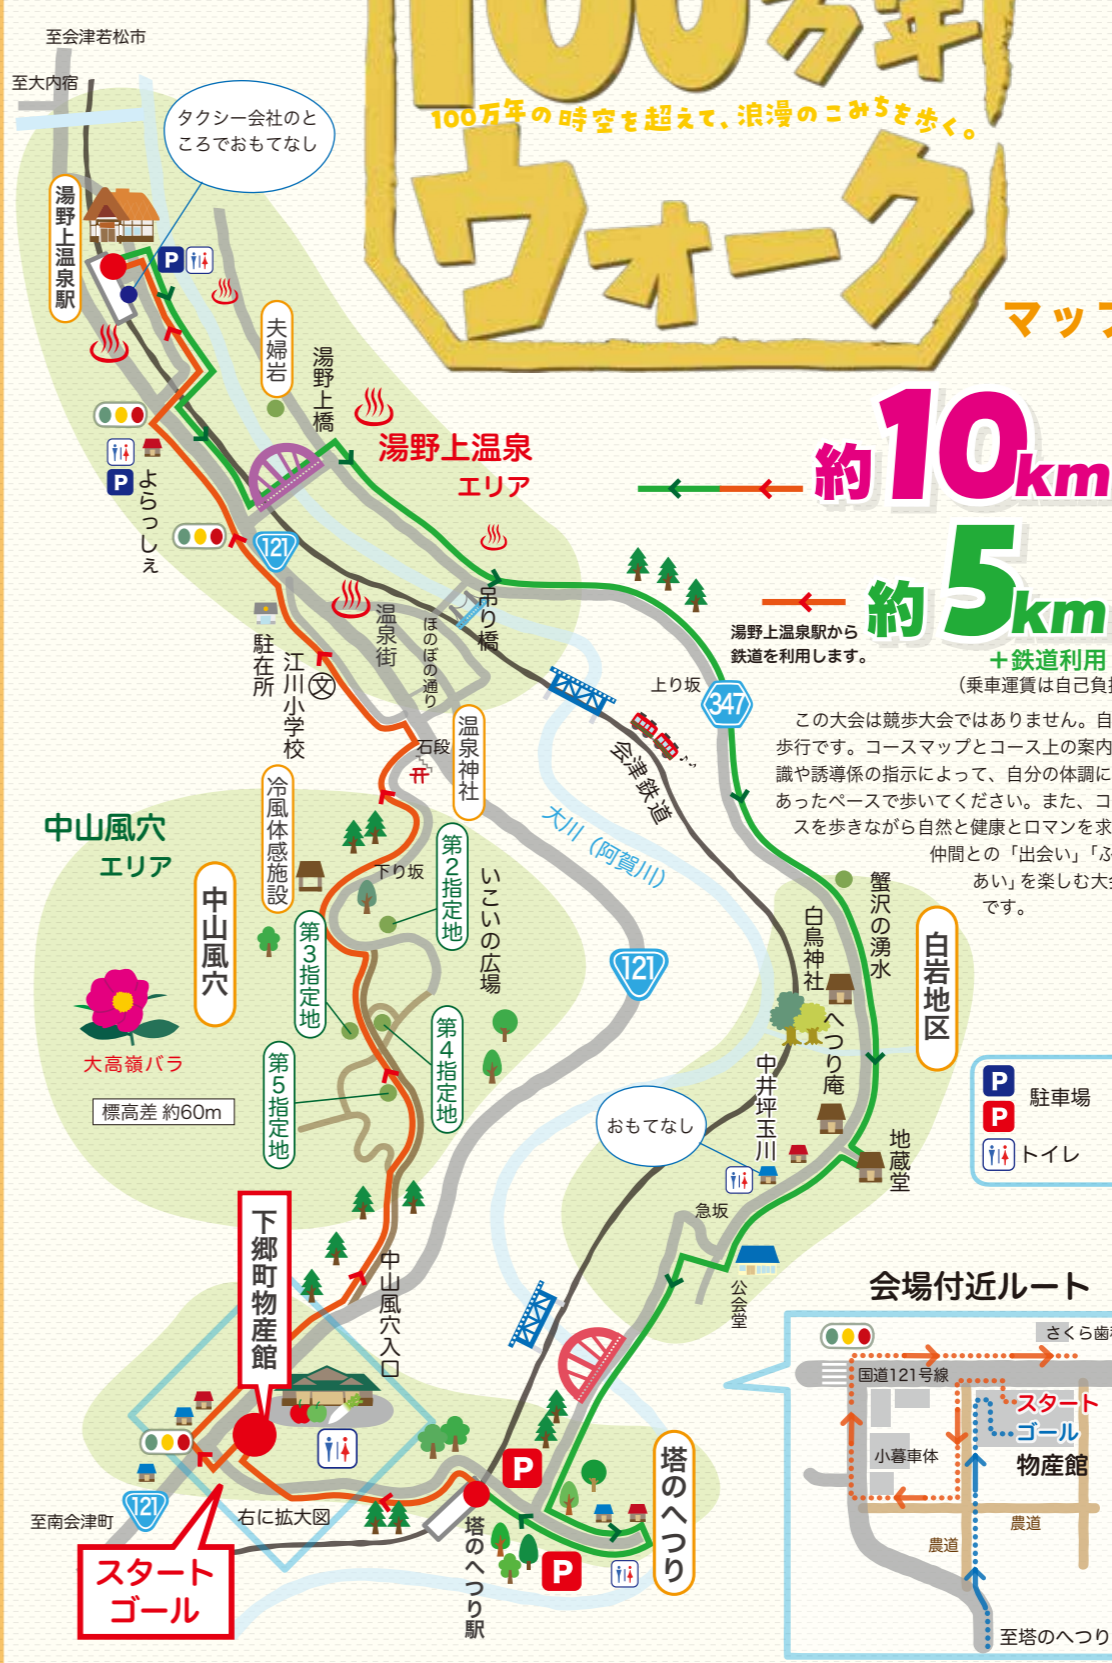 100万年
100万年の時空を超えて、浪漫のこみちを歩く。
ウォーク
マップ
至会津若松市
至大内宿
タクシー会社のと
ころでおもてなし
湯野上温泉駅
P
夫婦岩
湯野上橋
湯野上温泉
エリア
P
よらっしぇ
121
駐在所
江川小学校
文
温泉街
ほのぼの通り
吊り橋
石段
温泉神社
約10km
約5km
湯野上温泉駅から
鉄道を利用します。
+鉄道利用
(乗車運賃は自己負担
この大会は競歩大会ではありません。自
歩行です。コースマップとコース上の案内
識や誘導係の指示によって、自分の体調に
あったペースで歩いてください。また、コ
スを歩きながら自然と健康とロマンを求
仲間との「出会い」「ふ
あい」を楽しむ大会
です。
上り坂
347
会津鉄道
大川(阿賀川)
中山風穴
エリア
冷風体感施設
下り坂
第2指定地
いこいの広場
中山風穴
第3指定地
第4指定地
第5指定地
大高嶺バラ
標高差 約60m
121
蟹沢の湧水
白鳥神社
白岩地区
へつり庵
中井坪玉川
おもてなし
地蔵堂
急坂
公会堂
P
P
駐車場
トイレ
下郷町物産館
中山風穴入口
121
至南会津町
右に拡大図
スタート
ゴール
塔のへつり駅
P
P
塔のへつり
会場付近ルート
さくら歯科
国道121号線
スタート
ゴール
物産館
小暮車体
農道
農道
至塔のへつり